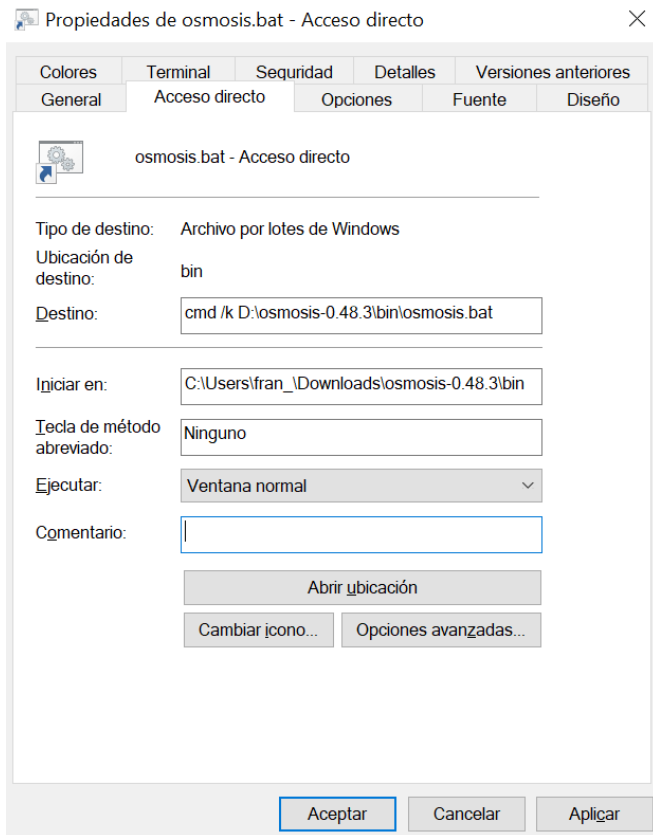 Propiedades de osmosis.bat - Acceso directo
Colores Terminal Seguridad Detalles Versiones anteriores
General Acceso directo Opciones Fuente Diseño
osmosis.bat - Acceso directo
Tipo de destino: Archivo por lotes de Windows
Ubicación de
destino: bin
Destino: cmd /k D:\osmosis-0.48.3\bin\osmosis.bat
Iniciar en: C:\Users\fran_\Downloads\osmosis-0.48.3\bin
Tecla de método
abreviado: Ninguno
Ejecutar: Ventana normal
Comentario:
Abrir ubicación
Cambiar icono... Opciones avanzadas...
Aceptar Cancelar Aplicar